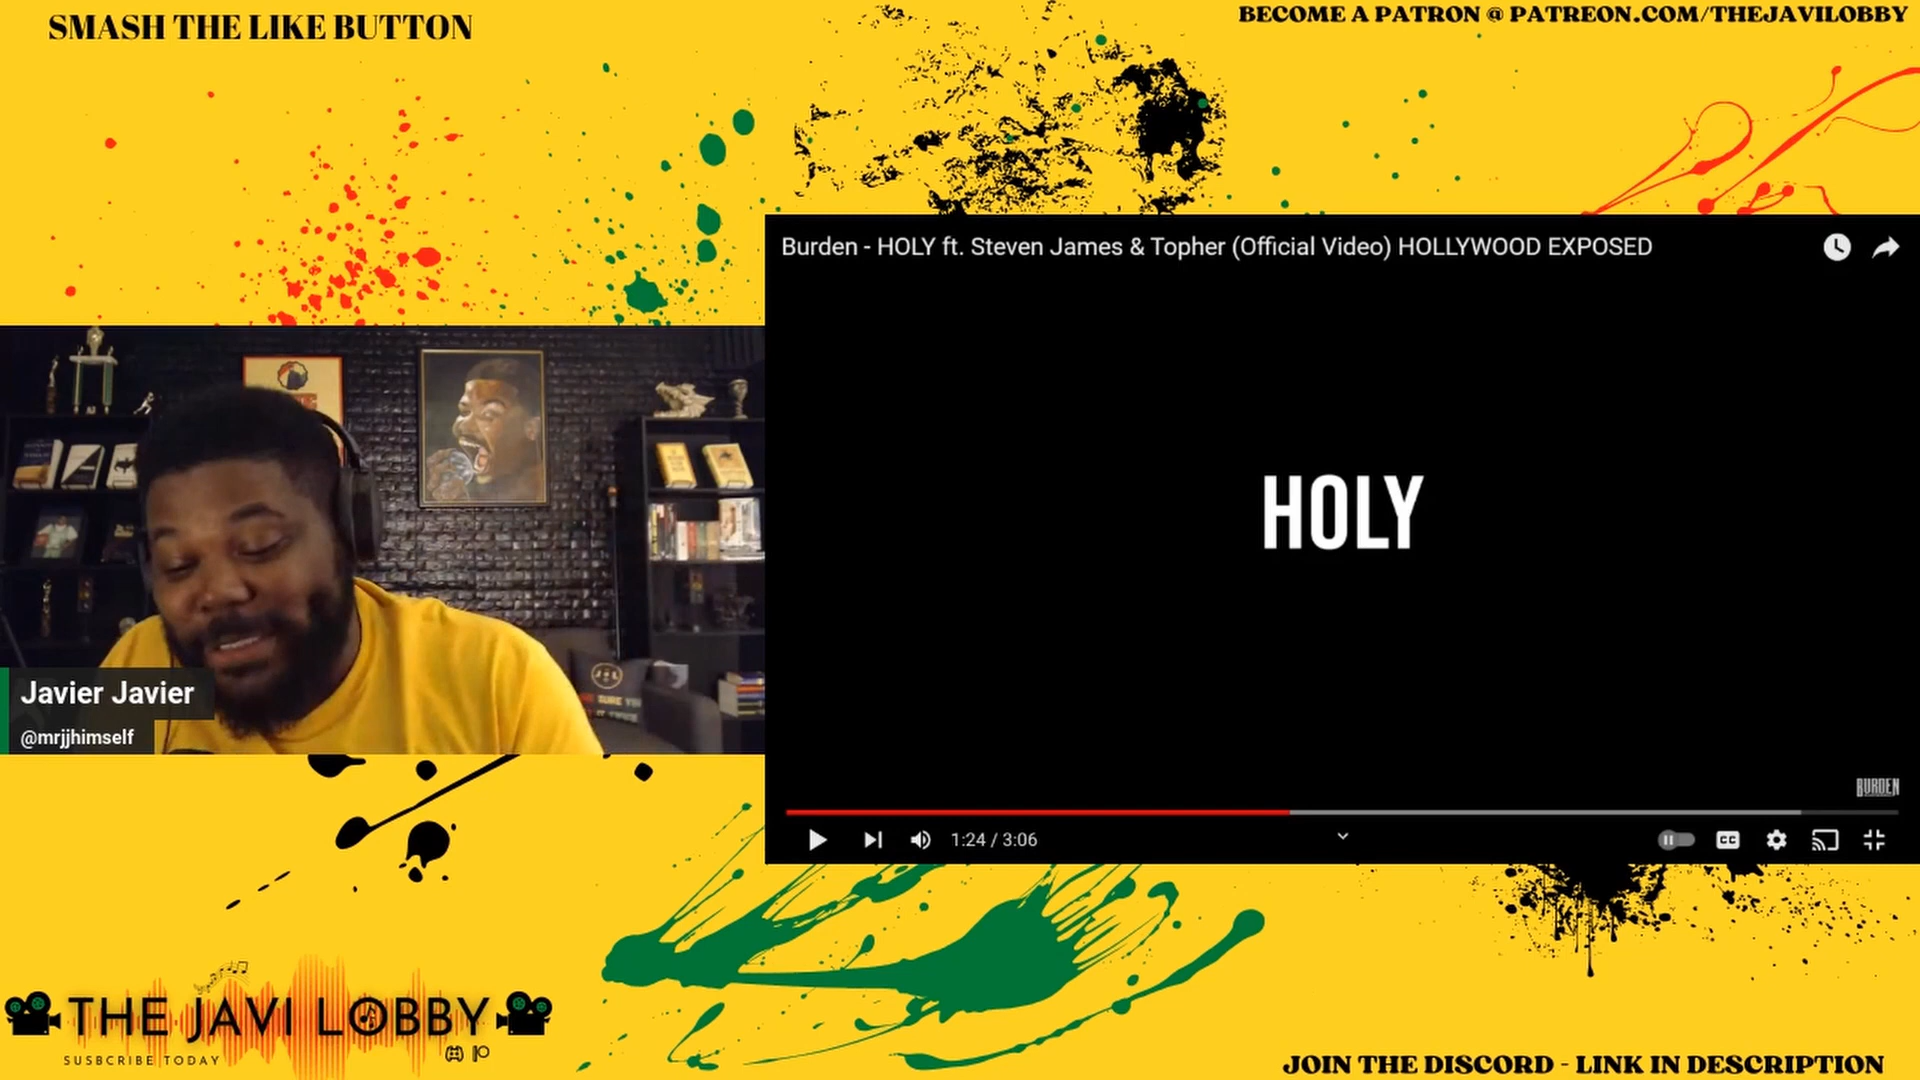 SMASH THE LIKE BUTTON
BECOME A PATRON @ PATREON.COM/THEJAVILOBBY
Burden - HOLY ft. Steven James & Topher (Official Video) HOLLYWOOD EXPOSED
HOLY
Javier Javier
@mrjjhimself
BURDEN
1:24 / 3:06
CC
THE JAVI LOBBY
SUSBCRIBE TODAY
JOIN THE DISCORD - LINK IN DESCRIPTION